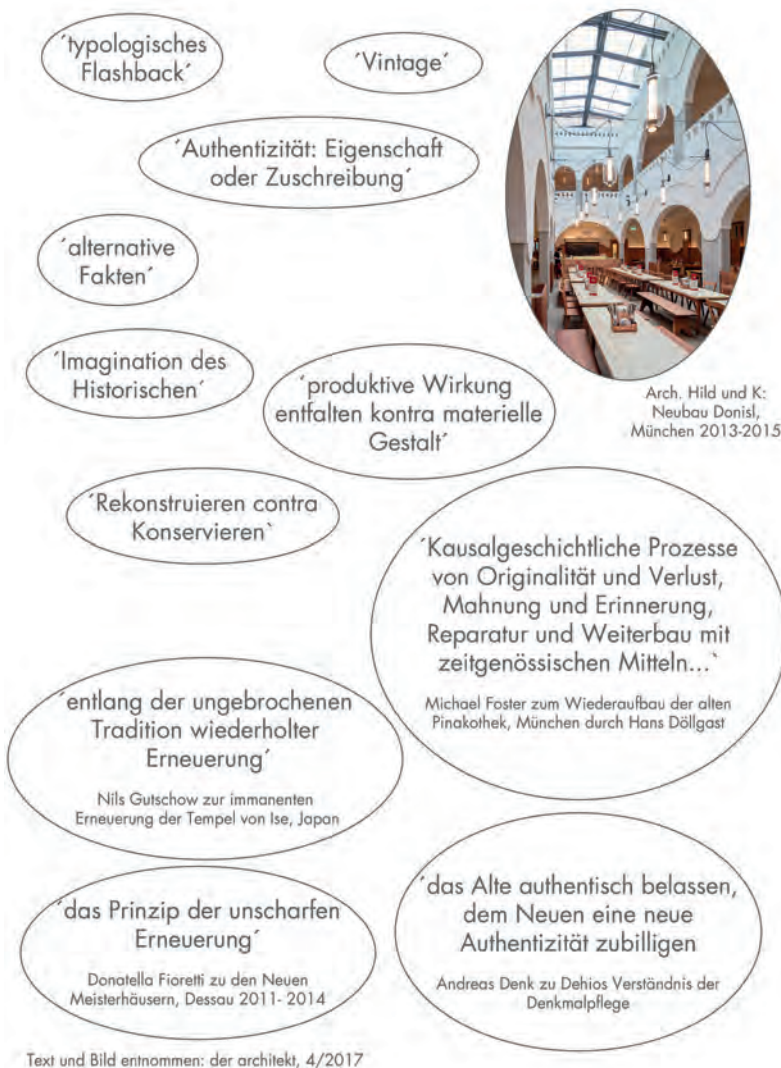 ´typologisches
Flashback´
´Vintage´
´Authentizität: Eigenschaft
oder Zuschreibung´
´alternative
Fakten´
´Imagination des
Historischen´
´produktive Wirkung
entfalten kontra materielle
Gestalt´
Arch. Hild und K:
Neubau Donisl,
München 2013-2015
´Rekonstruieren contra
Konservieren`
´Kausalgeschichtliche Prozesse
von Originalität und Verlust,
Mahnung und Erinnerung,
Reparatur und Weiterbau mit
zeitgenössischen Mitteln...`
Michael Foster zum Wiederaufbau der alten
Pinakothek, München durch Hans Döllgast
´entlang der ungebrochenen
Tradition wiederholter
Erneuerung´
Nils Gutschow zur immanenten
Erneuerung der Tempel von Ise, Japan
´das Prinzip der unscharfen
Erneuerung´
Donatella Fioretti zu den Neuen
Meisterhäusern, Dessau 2011- 2014
´das Alte authentisch belassen,
dem Neuen eine neue
Authentizität zubilligen
Andreas Denk zu Dehios Verständnis der
Denkmalpflege
Text und Bild entnommen: der architekt, 4/2017